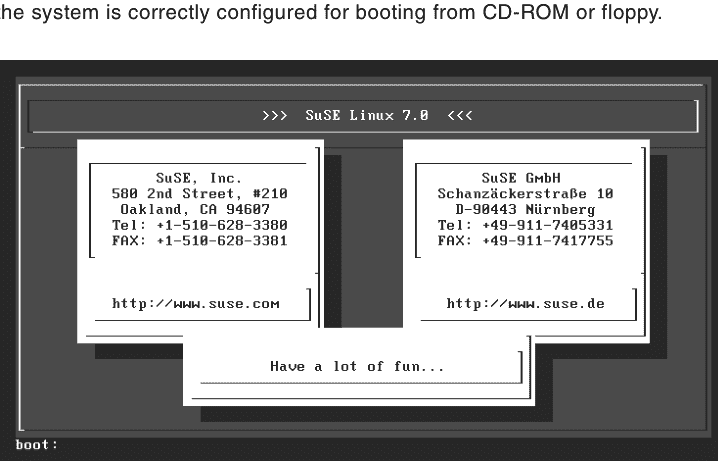 the system is correctly configured for booting from CD-ROM or floppy.
>>> SuSE Linux 7.0 <<<
SuSE, Inc.
580 2nd Street, #210
Oakland, CA 94607
Tel: +1-510-628-3380
FAX: +1-510-628-3381
http://www.suse.com
SuSE GmbH
Schanzäckerstraße 10
D-90443 Nürnberg
Tel: +49-911-7405331
FAX: +49-911-7417755
http://www.suse.de
Have a lot of fun...
boot: